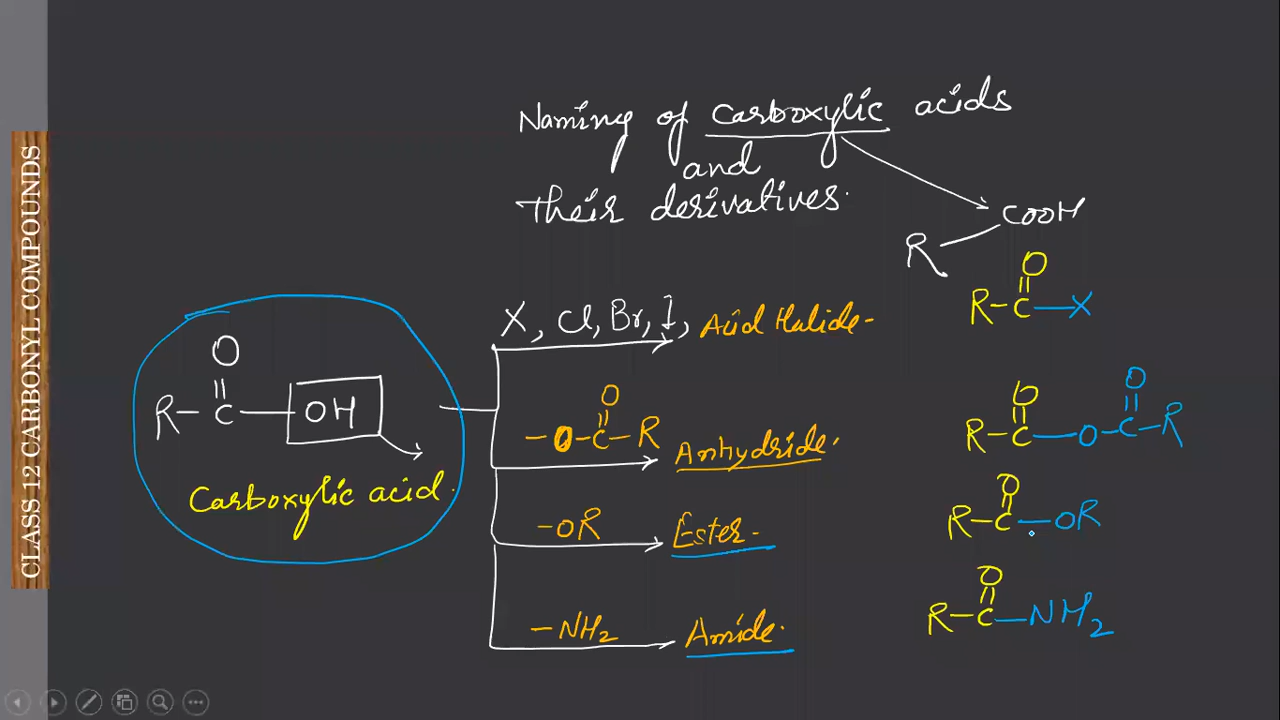 CLASS 12 CARBONYL COMPOUNDS
Naming of carboxylic acids
and
their derivatives.
COOH
R
O
R-C-X
X, Cl, Br, I, Acid Halide-
O
R-C-OH
Carboxylic acid.
O
-O-C-R Anhydride.
O O
R-C-O-C-R
-OR Ester-
O
R-C-OR
-NH2 Amide.
O
R-C-NH2